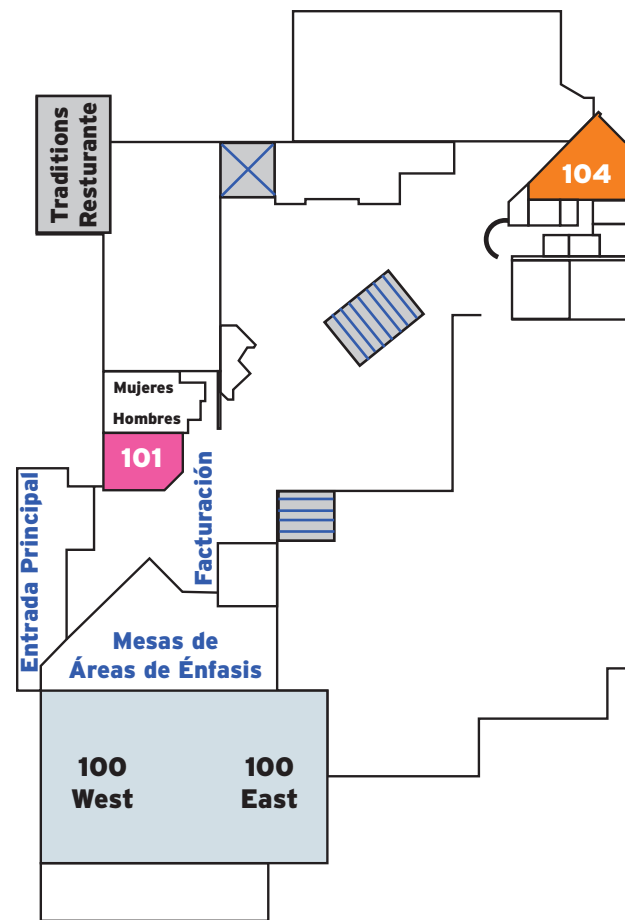 Traditions
Resturante
104
Mujeres
Hombres
101
Facturación
Entrada Principal
Mesas de
Áreas de Énfasis
100
West
100
East